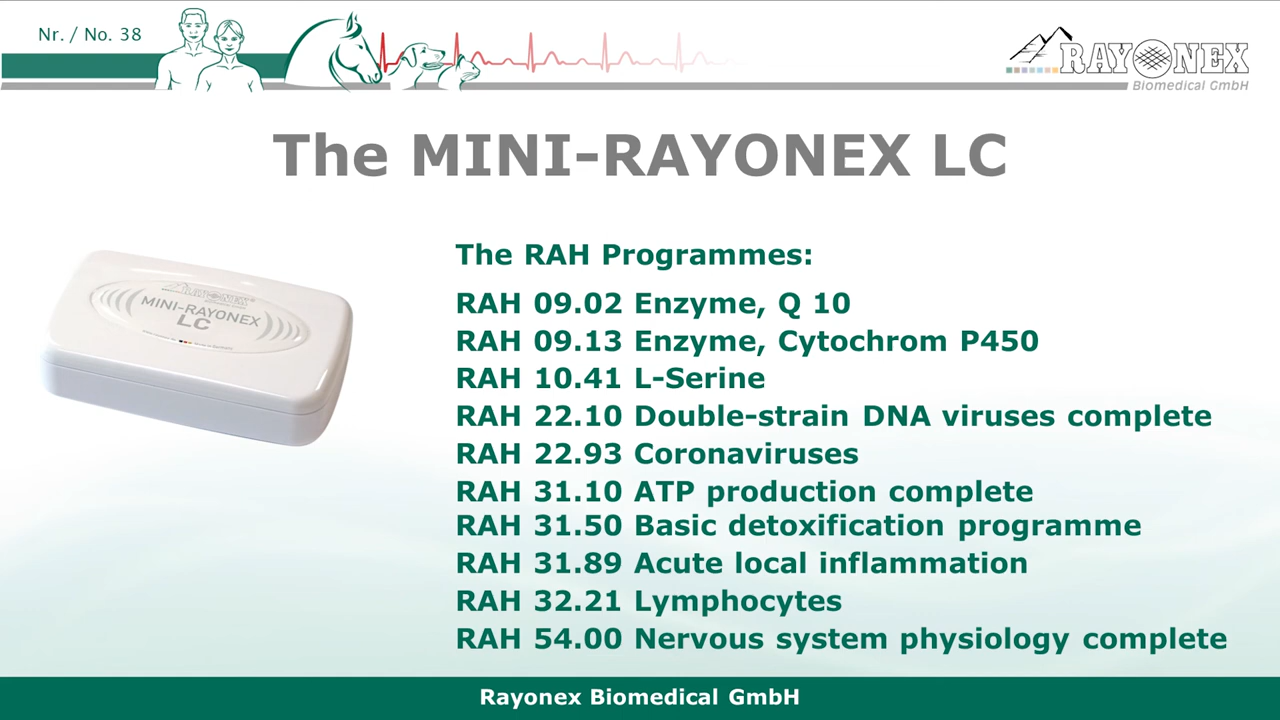 Nr. / No. 38
RAYONEX
Biomedical GmbH
The MINI-RAYONEX LC
The RAH Programmes:
RAH 09.02 Enzyme, Q 10
RAH 09.13 Enzyme, Cytochrom P450
RAH 10.41 L-Serine
RAH 22.10 Double-strain DNA viruses complete
RAH 22.93 Coronaviruses
RAH 31.10 ATP production complete
RAH 31.50 Basic detoxification programme
RAH 31.89 Acute local inflammation
RAH 32.21 Lymphocytes
RAH 54.00 Nervous system physiology complete
RAYONEX
MINI-RAYONEX
LC
Rayonex Biomedical GmbH